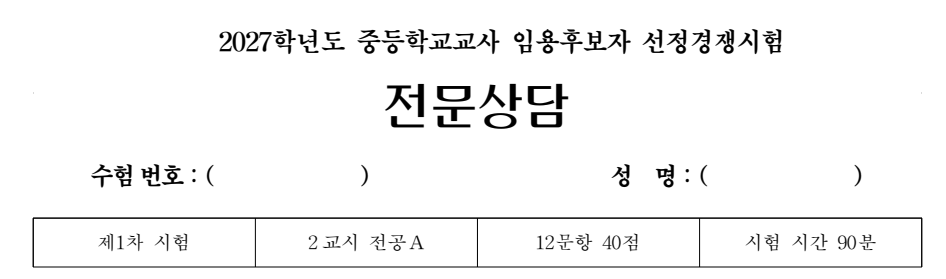 2027학년도 중등학교교사 임용후보자 선정경쟁시험
전문상담
수험 번호 : ( ) 성 명 : ( )
제1차 시험 2교시 전공A 12문항 40점 시험 시간 90분